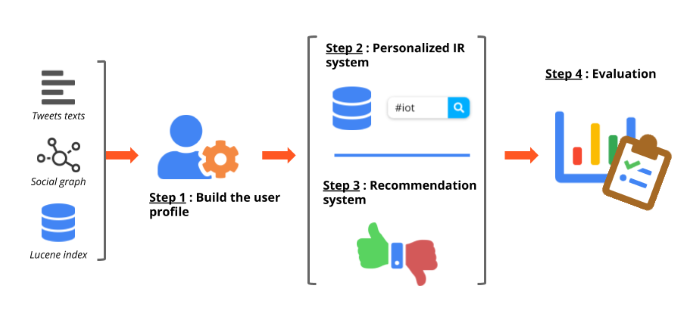 Tweets texts
Social graph
Lucene index
Step 1 : Build the user
profile
Step 2 : Personalized IR
system
#iot
Step 3 : Recommendation
system
Step 4 : Evaluation